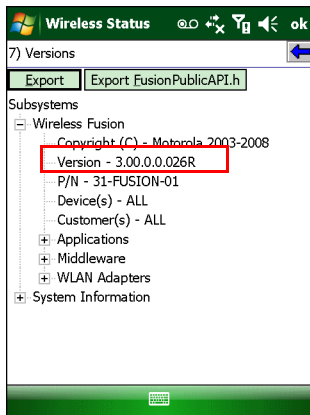 Wireless Status ok
7) Versions
Export Export FusionPublicAPI.h
Subsystems
Wireless Fusion
Copyright (C) - Motorola 2003-2008
Version - 3.00.0.0.026R
P/N - 31-FUSION-01
Device(s) - ALL
Customer(s) - ALL
Applications
Middleware
WLAN Adapters
System Information